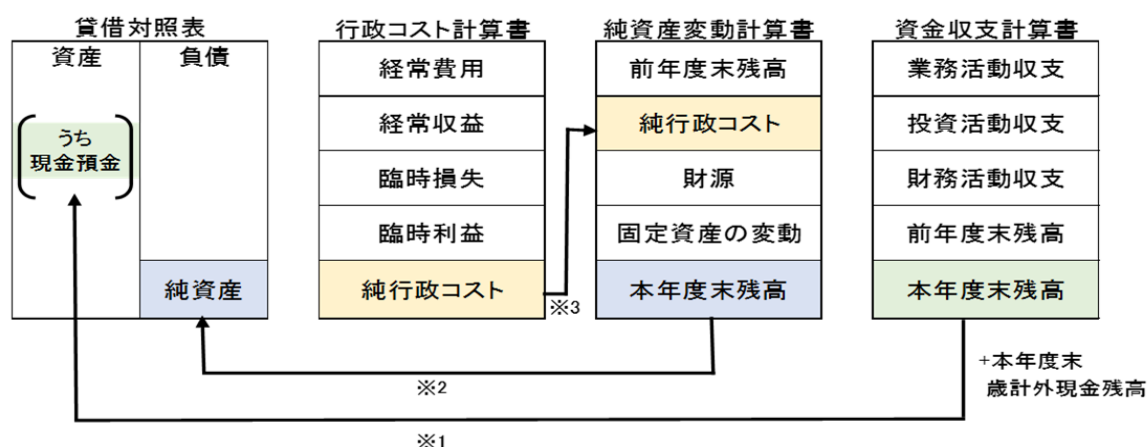 貸借対照表
資産
負債
うち
現金預金
純資産
行政コスト計算書
経常費用
経常収益
臨時損失
臨時利益
純行政コスト
※3
純資産変動計算書
前年度末残高
純行政コスト
財源
固定資産の変動
本年度末残高
資金収支計算書
業務活動収支
投資活動収支
財務活動収支
前年度末残高
本年度末残高
+本年度末
歳計外現金残高
※2
※1